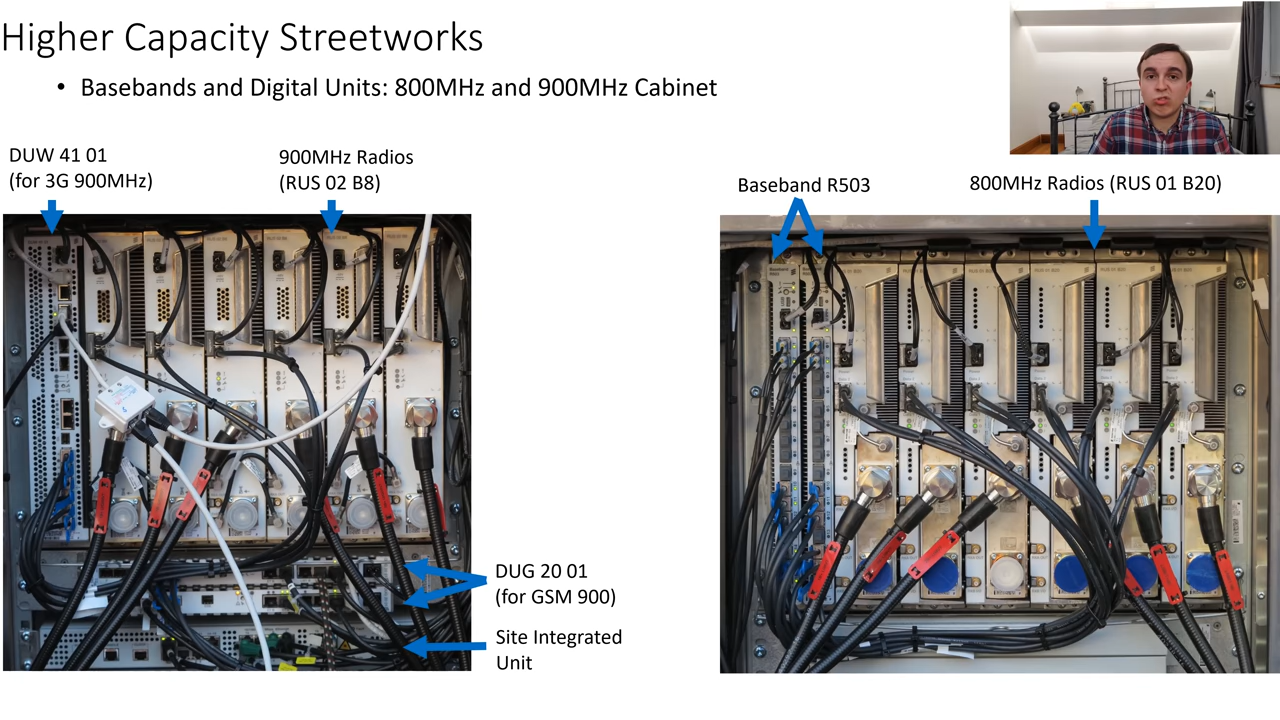 Higher Capacity Streetworks
• Basebands and Digital Units: 800MHz and 900MHz Cabinet
DUW 41 01
(for 3G 900MHz)
900MHz Radios
(RUS 02 B8)
Baseband R503
800MHz Radios (RUS 01 B20)
DUG 20 01
(for GSM 900)
Site Integrated
Unit